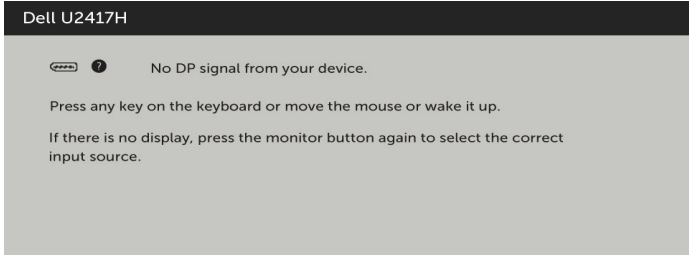 Dell U2417H
? No DP signal from your device.
Press any key on the keyboard or move the mouse or wake it up.
If there is no display, press the monitor button again to select the correct
input source.